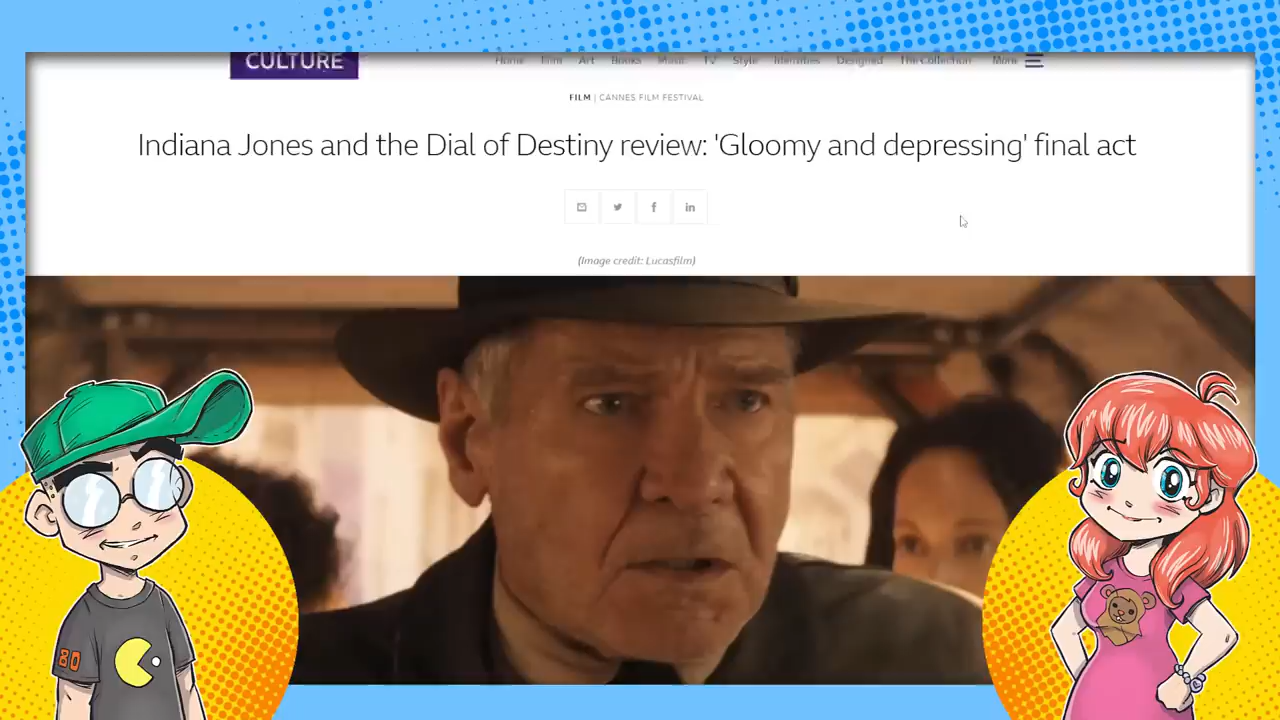 CULTURE
Home Film Art Books Music TV Style Identities Designed The Collection More
FILM | CANNES FILM FESTIVAL
Indiana Jones and the Dial of Destiny review: 'Gloomy and depressing' final act
in
(Image credit: Lucasfilm)
80